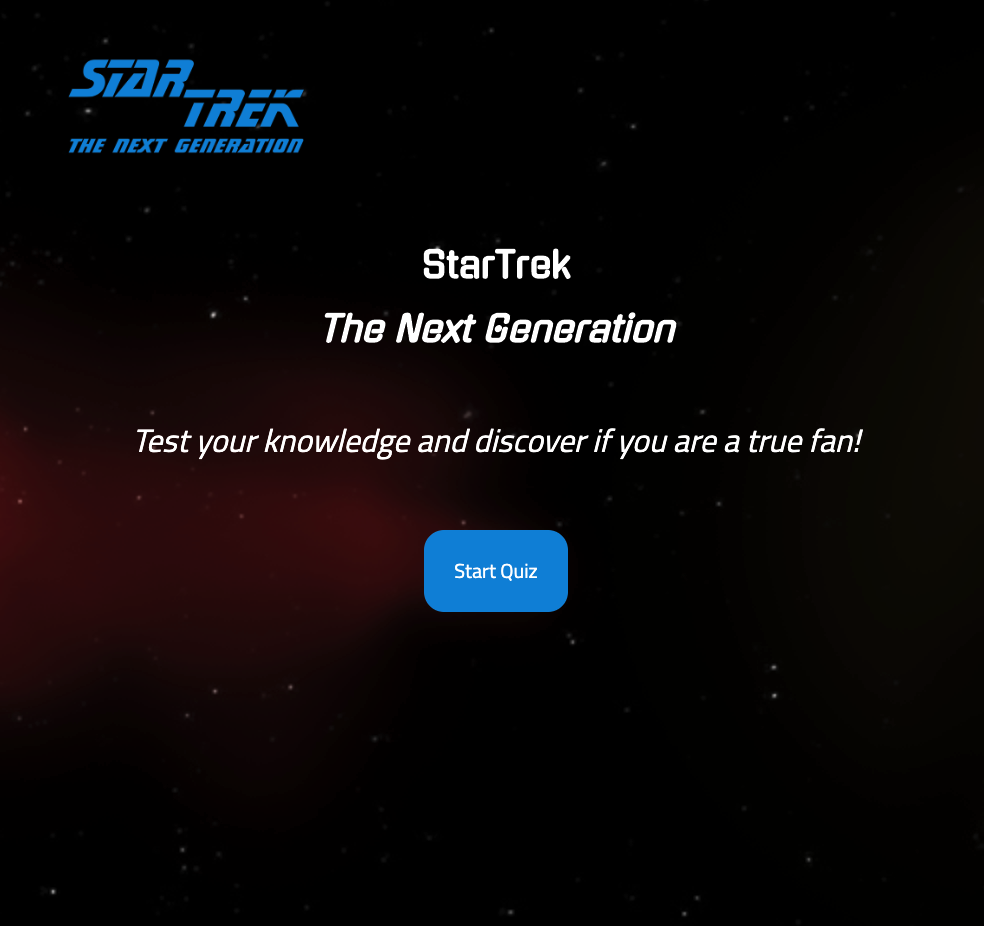 STAR
TREK
THE NEXT GENERATION
StarTrek
The Next Generation
Test your knowledge and discover if you are a true fan!
Start Quiz